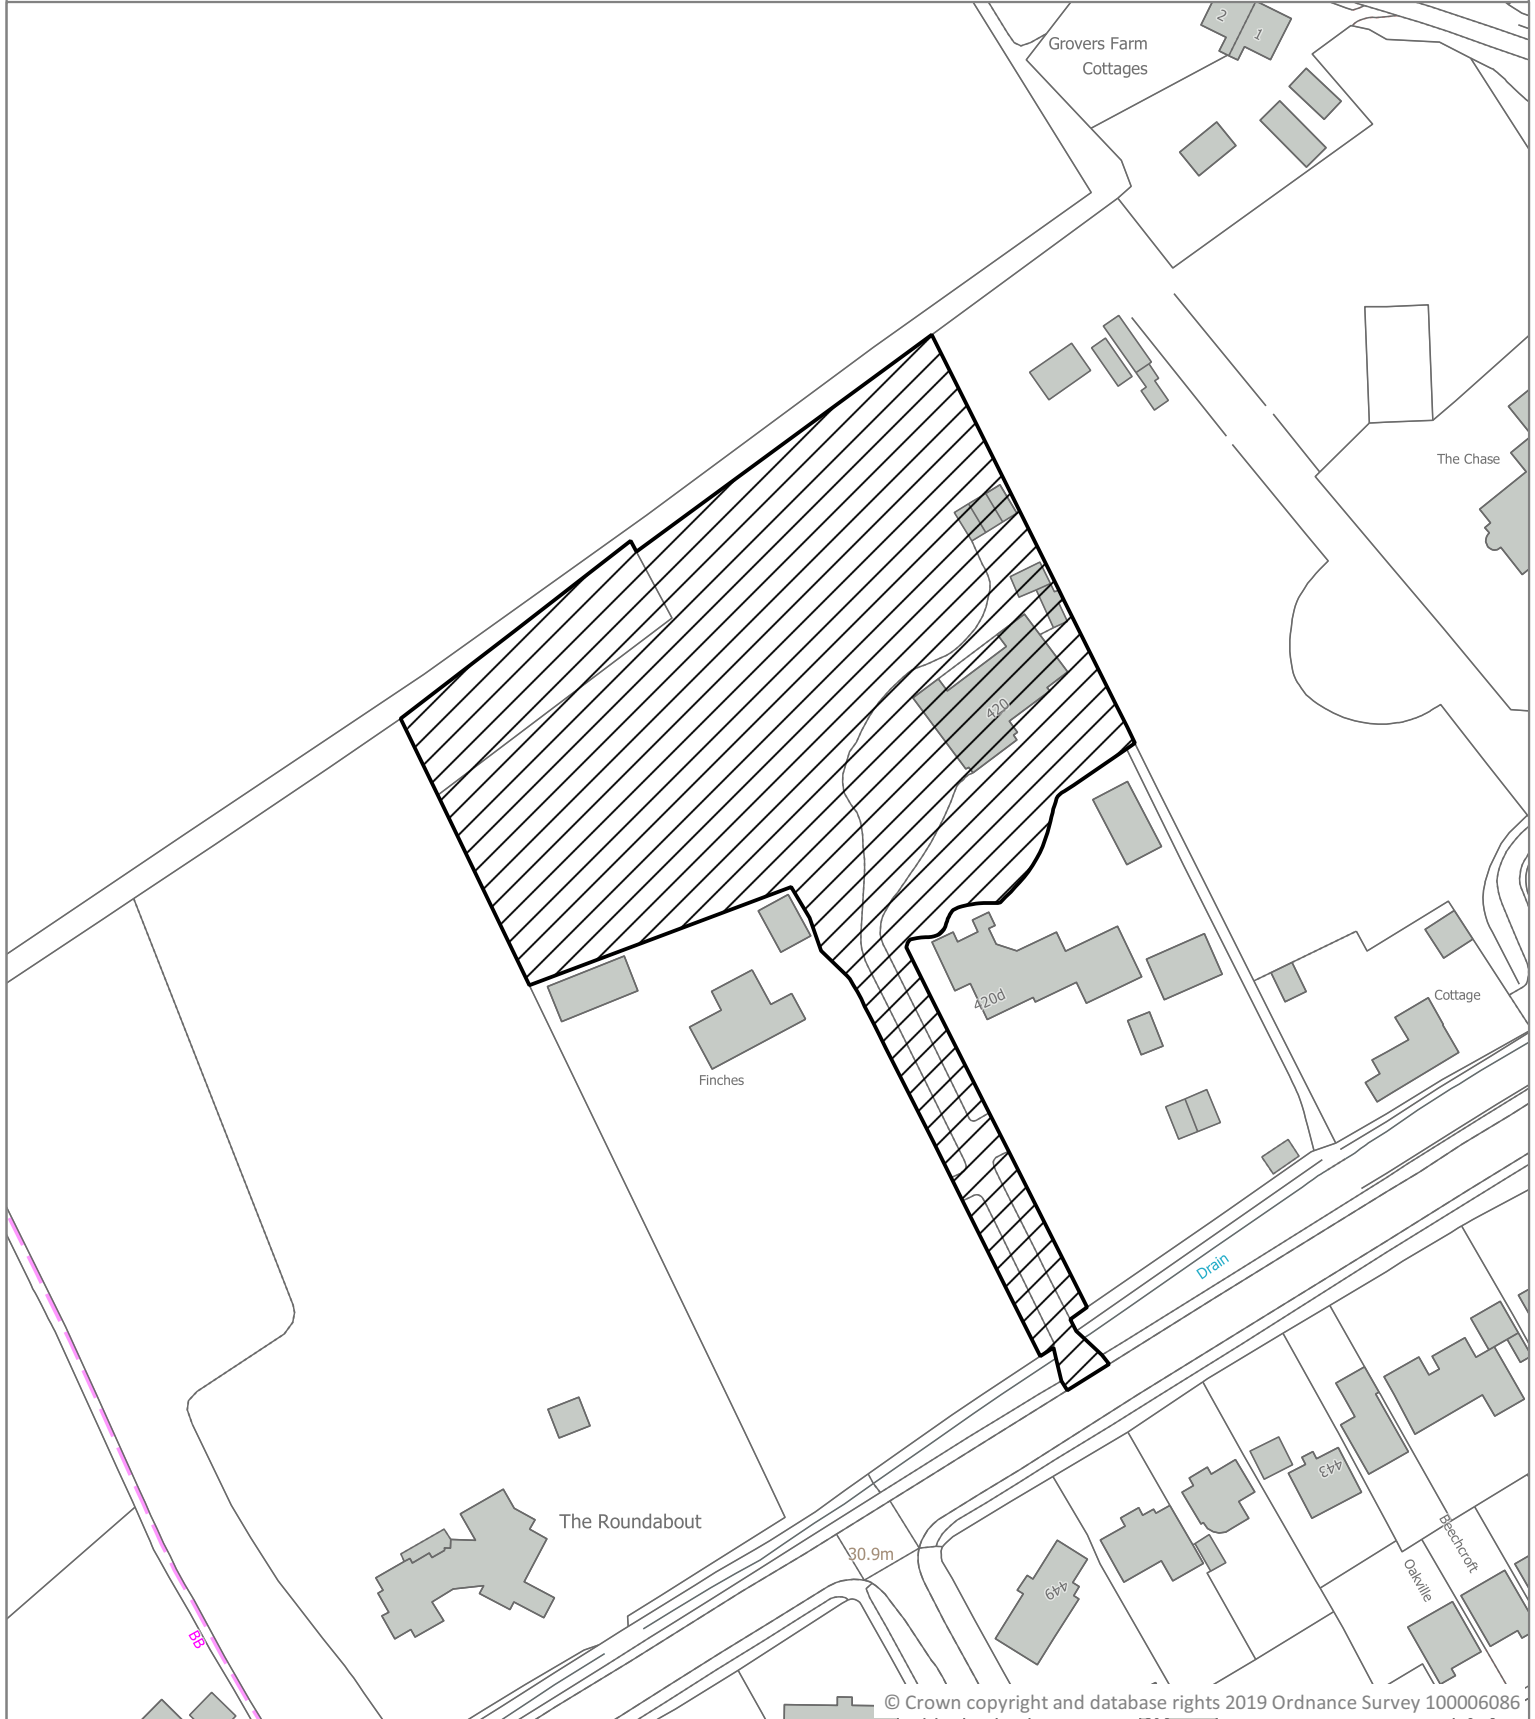 2
1
Grovers Farm
Cottages
The Chase
420
420d
Cottage
Finches
Drain
The Roundabout
30.9m
443
449
Beechcroft
Oakville
BB
© Crown copyright and database rights 2019 Ordnance Survey 100006086